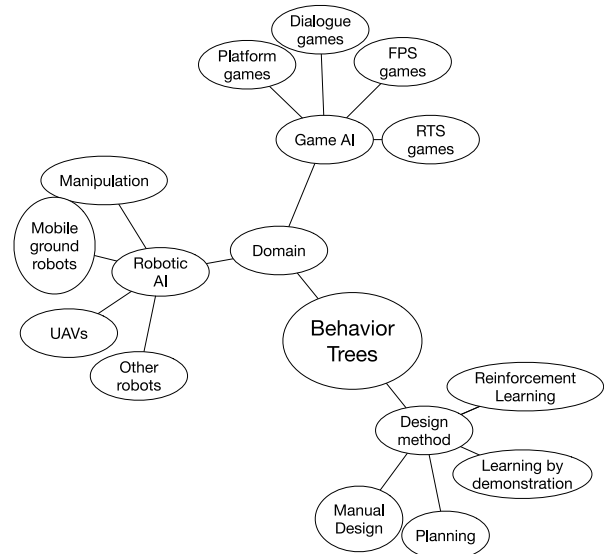 Dialogue
games
Platform
games
FPS
games
Game AI
RTS
games
Manipulation
Mobile
ground
robots
Robotic
AI
Domain
UAVs
Other
robots
Behavior
Trees
Reinforcement
Learning
Design
method
Learning by
demonstration
Manual
Design
Planning